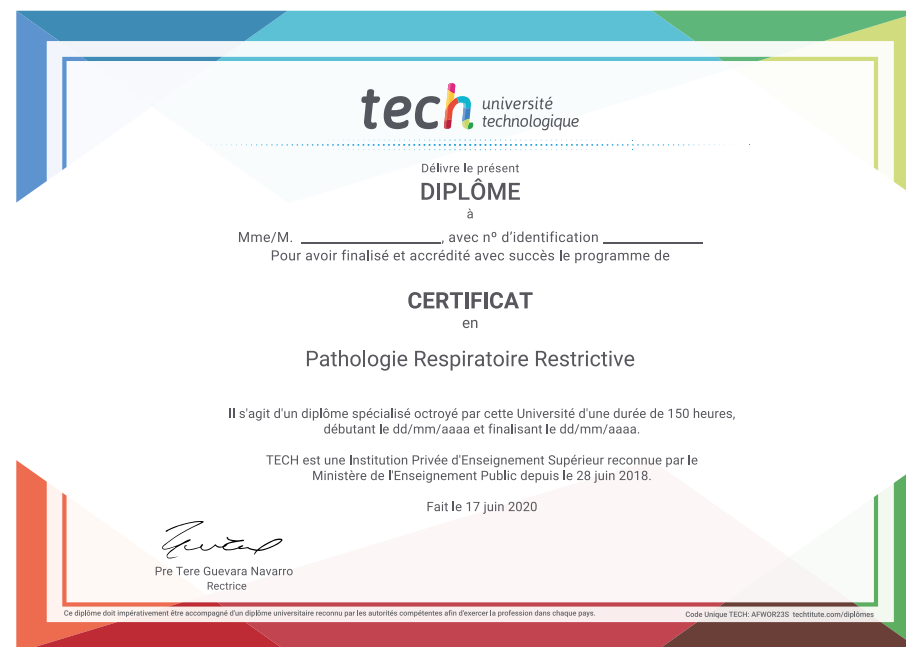 tech université
technologique
Délivre le présent
DIPLÔME
à
Mme/M. ____________________, avec nº d'identification ______________
Pour avoir finalisé et accrédité avec succès le programme de
CERTIFICAT
en
Pathologie Respiratoire Restrictive
Il s'agit d'un diplôme spécialisé octroyé par cette Université d'une durée de 150 heures,
débutant le dd/mm/aaaa et finalisant le dd/mm/aaaa.
TECH est une Institution Privée d'Enseignement Supérieur reconnue par le
Ministère de l'Enseignement Public depuis le 28 juin 2018.
Fait le 17 juin 2020
Pre Tere Guevara Navarro
Rectrice
Ce diplôme doit impérativement être accompagné d'un diplôme universitaire reconnu par les autorités compétentes afin d'exercer la profession dans chaque pays.
Code Unique TECH: AFWOR23S techtitute.com/diplômes